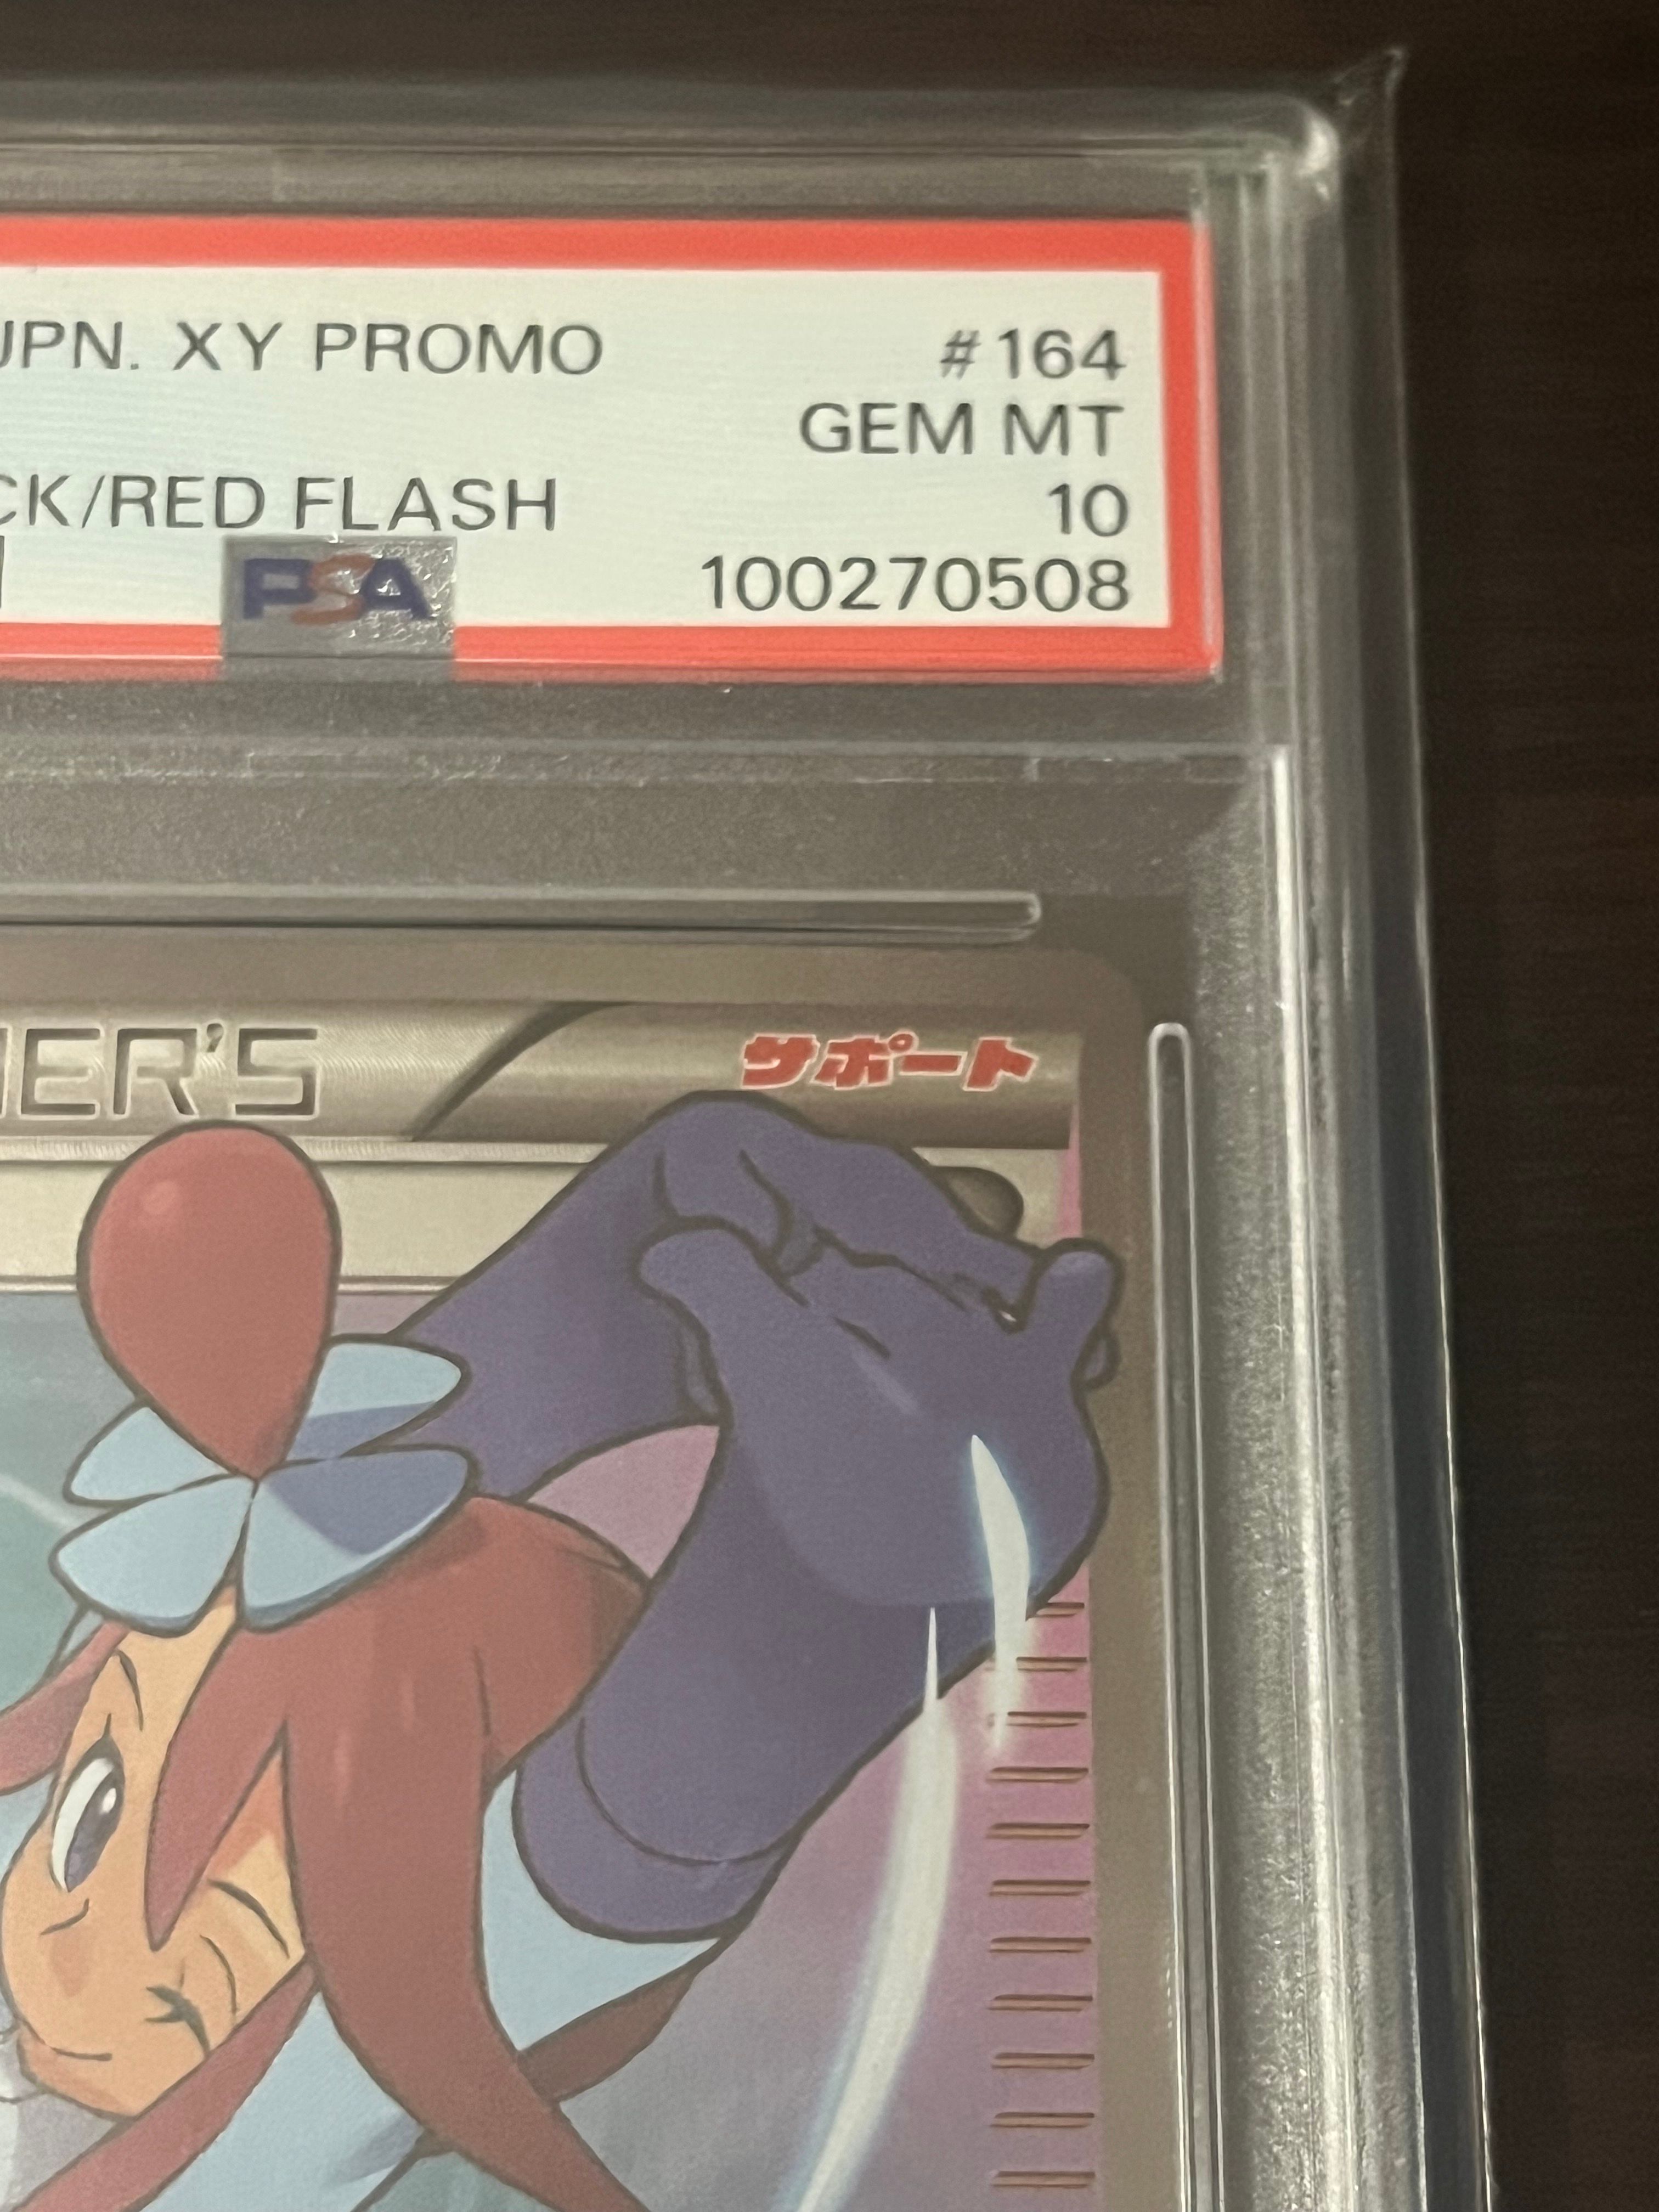 JPN. XY PROMO #164
GEM MT
CK/RED FLASH 10
PSA 100270508
ER'S サポート